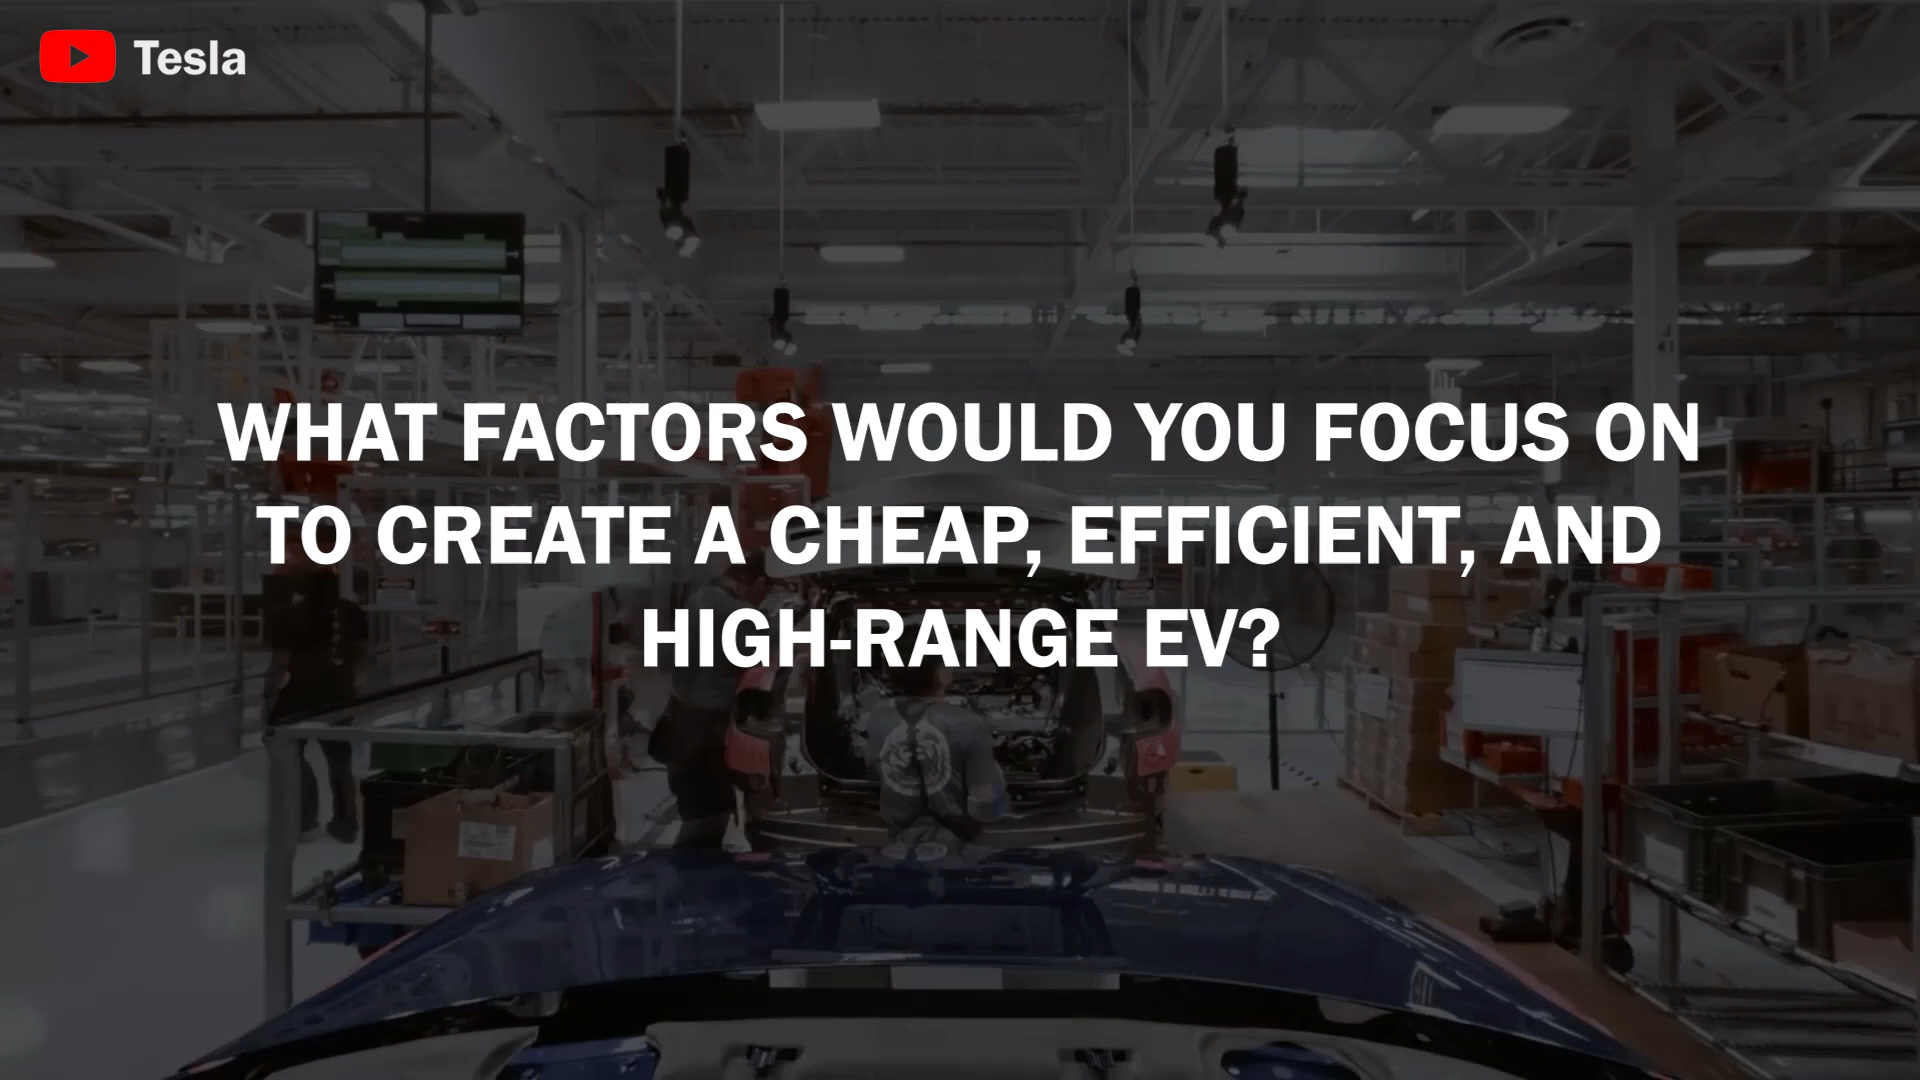 Tesla
WHAT FACTORS WOULD YOU FOCUS ON
TO CREATE A CHEAP, EFFICIENT, AND
HIGH-RANGE EV?